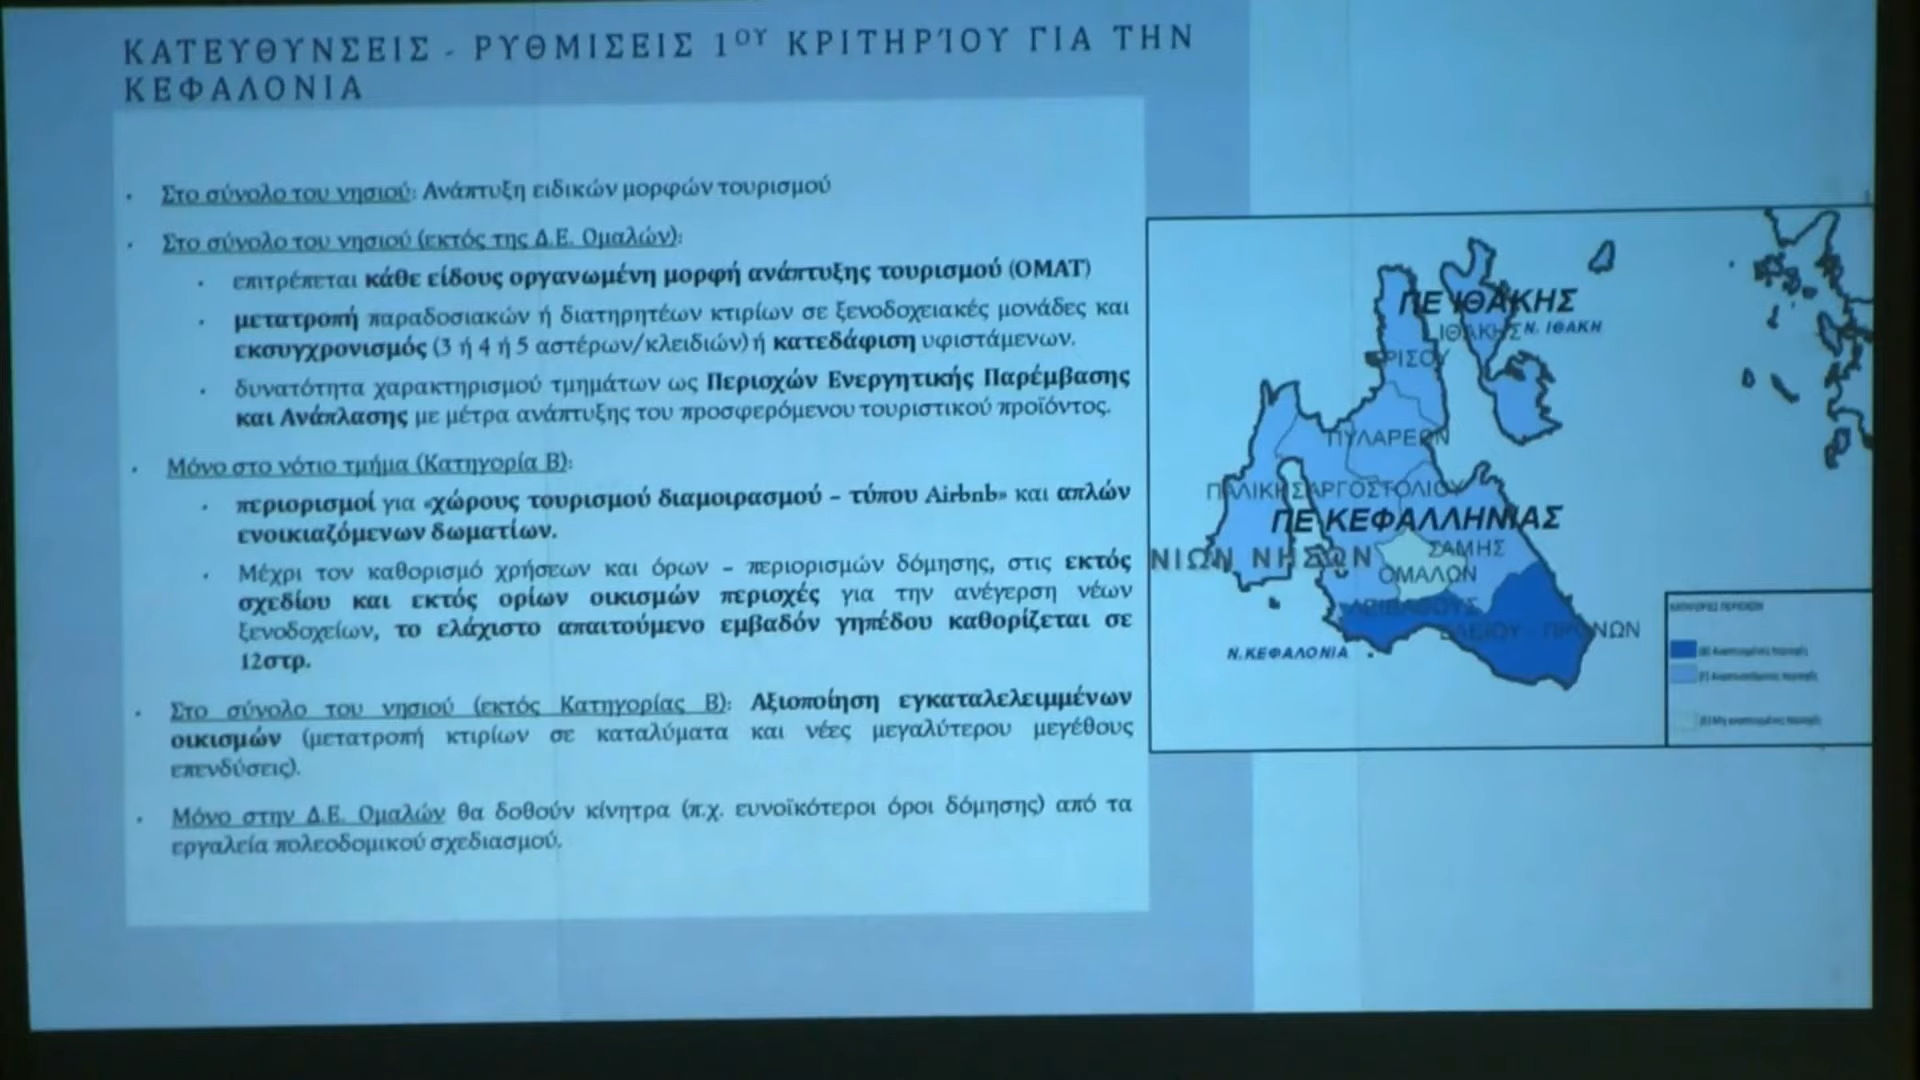 ΚΑΤΕΥΘΥΝΣΕΙΣ - ΡΥΘΜΙΣΕΙΣ 1ΟΥ ΚΡΙΤΗΡΊΟΥ ΓΙΑ ΤΗΝ
ΚΕΦΑΛΟΝΙΑ
· Στο σύνολο του νησιού: Ανάπτυξη ειδικών μορφών τουρισμού
· Στο σύνολο του νησιού (εκτός της Δ.Ε. Ομαλών):
· επιτρέπεται κάθε είδους οργανωμένη μορφή ανάπτυξης τουρισμού (ΟΜΑΤ)
· μετατροπή παραδοσιακών ή διατηρητέων κτιρίων σε ξενοδοχειακές μονάδες και
εκσυγχρονισμός (3 ή 4 ή 5 αστέρων/κλειδιών) ή κατεδάφιση υφιστάμενων.
· δυνατότητα χαρακτηρισμού τμημάτων ως Περιοχών Ενεργητικής Παρέμβασης
και Ανάπλασης με μέτρα ανάπτυξης του προσφερόμενου τουριστικού προϊόντος.
· Μόνο στο νότιο τμήμα (Κατηγορία Β):
· περιορισμοί για «χώρους τουρισμού διαμοιρασμού – τύπου Airbnb» και απλών
ενοικιαζόμενων δωματίων.
· Μέχρι τον καθορισμό χρήσεων και όρων – περιορισμών δόμησης, στις εκτός
σχεδίου και εκτός ορίων οικισμών περιοχές για την ανέγερση νέων
ξενοδοχείων, το ελάχιστο απαιτούμενο εμβαδόν γηπέδου καθορίζεται σε
12στρ.
· Στο σύνολο του νησιού (εκτός Κατηγορίας Β): Αξιοποίηση εγκαταλελειμμένων
οικισμών (μετατροπή κτιρίων σε καταλύματα και νέες μεγαλύτερου μεγέθους
επενδύσεις).
· Μόνο στην Δ.Ε. Ομαλών θα δοθούν κίνητρα (π.χ. ευνοϊκότεροι όροι δόμησης) από τα
εργαλεία πολεοδομικού σχεδιασμού.
ΠΕ ΙΘΑΚΗΣ
ΙΘΑΚΗΣ
Ν. ΙΘΑΚΗ
ΕΡΙΣΟΥ
ΠΥΛΑΡΕΩΝ
ΠΑΛΙΚΗΣ
ΑΡΓΟΣΤΟΛΙΟΥ
ΠΕ ΚΕΦΑΛΛΗΝΙΑΣ
ΝΙΩΝ ΝΗΣΩΝ
ΣΑΜΗΣ
ΟΜΑΛΩΝ
Ν.ΚΕΦΑΛΟΝΙΑ